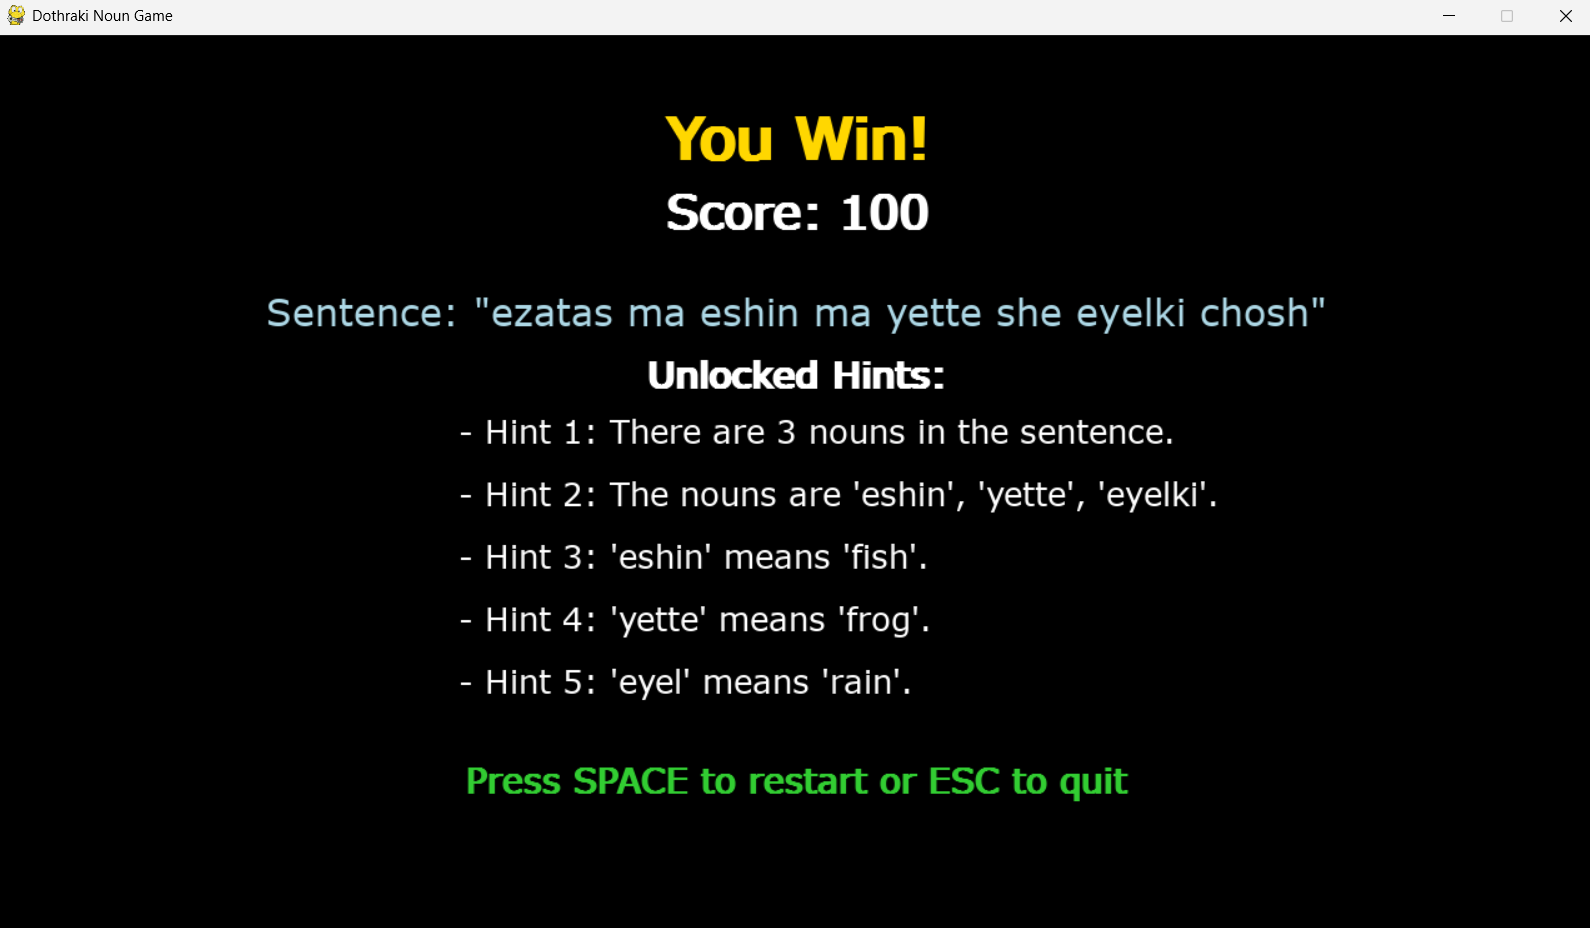 Dothraki Noun Game
You Win!
Score: 100
Sentence: "ezatas ma eshin ma yette she eyelki chosh"
Unlocked Hints:
- Hint 1: There are 3 nouns in the sentence.
- Hint 2: The nouns are 'eshin', 'yette', 'eyelki'.
- Hint 3: 'eshin' means 'fish'.
- Hint 4: 'yette' means 'frog'.
- Hint 5: 'eyel' means 'rain'.
Press SPACE to restart or ESC to quit